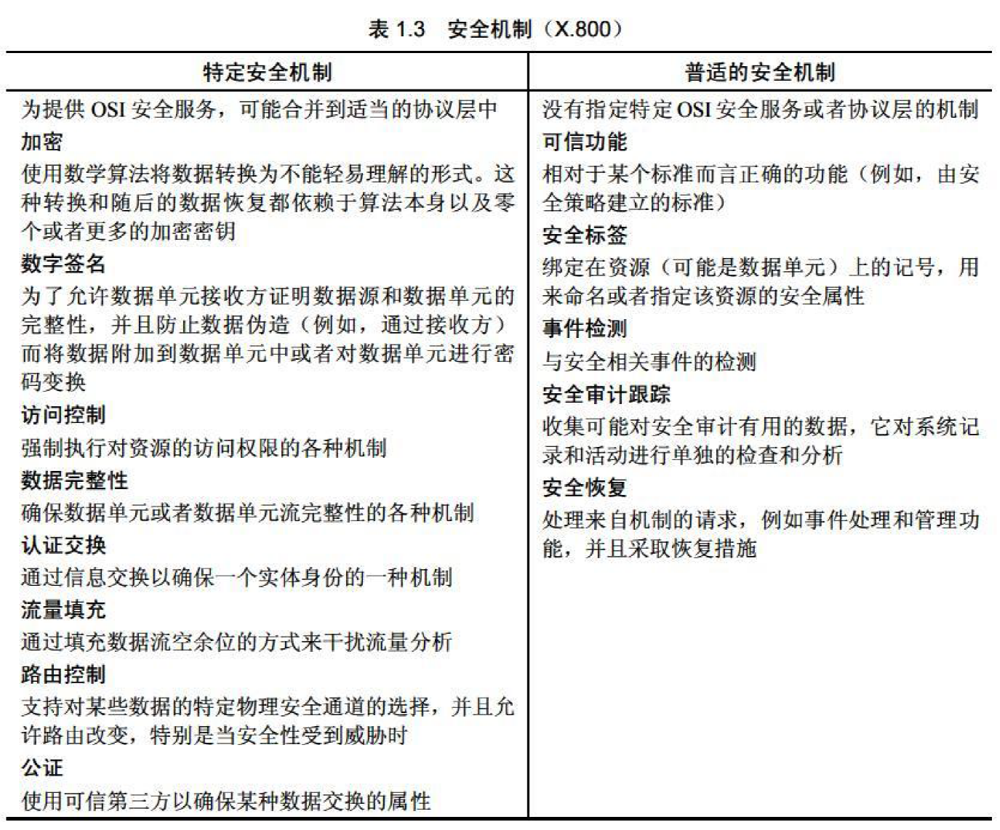 表 1.3 安全机制（X.800）
特定安全机制
为提供 OSI 安全服务，可能合并到适当的协议层中
加密
使用数学算法将数据转换为不能轻易理解的形式。这
种转换和随后的数据恢复都依赖于算法本身以及零
个或者更多的加密密钥
数字签名
为了允许数据单元接收方证明数据源和数据单元的
完整性，并且防止数据伪造（例如，通过接收方）
而将数据附加到数据单元中或者对数据单元进行密
码变换
访问控制
强制执行对资源的访问权限的各种机制
数据完整性
确保数据单元或者数据单元流完整性的各种机制
认证交换
通过信息交换以确保一个实体身份的一种机制
流量填充
通过填充数据流空余位的方式来干扰流量分析
路由控制
支持对某些数据的特定物理安全通道的选择，并且允
许路由改变，特别是当安全性受到威胁时
公证
使用可信第三方以确保某种数据交换的属性
普适的安全机制
没有指定特定 OSI 安全服务或者协议层的机制
可信功能
相对于某个标准而言正确的功能（例如，由安
全策略建立的标准）
安全标签
绑定在资源（可能是数据单元）上的记号，用
来命名或者指定该资源的安全属性
事件检测
与安全相关事件的检测
安全审计跟踪
收集可能对安全审计有用的数据，它对系统记
录和活动进行单独的检查和分析
安全恢复
处理来自机制的请求，例如事件处理和管理功
能，并且采取恢复措施